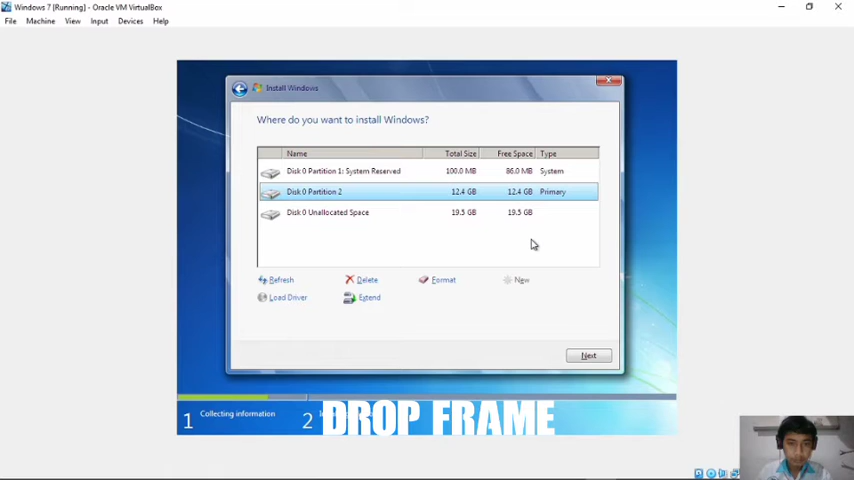 Windows 7 [Running] - Oracle VM VirtualBox
File Machine View Input Devices Help
Install Windows
Where do you want to install Windows?
Name Total Size Free Space Type
Disk 0 Partition 1: System Reserved 100.0 MB 86.0 MB System
Disk 0 Partition 2 12.4 GB 12.4 GB Primary
Disk 0 Unallocated Space 19.5 GB 19.5 GB
Refresh Delete Format New
Load Driver Extend
Next
1 Collecting information 2
DROP FRAME